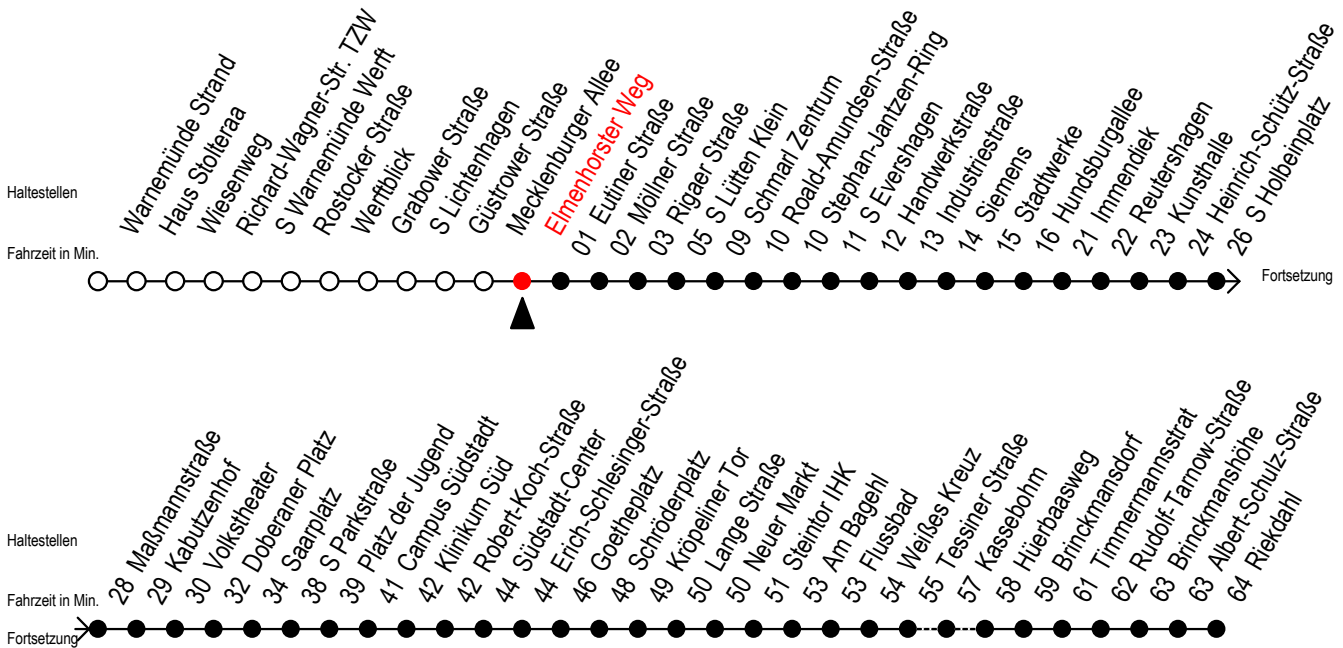 Haltestellen
Warnemünde Strand
Haus Stolteraa
Wiesenweg
Richard-Wagner-Str. TZW
S Warnemünde Werft
Rostocker Straße
Werftblick
Grabower Straße
S Lichtenhagen
Güstrower Straße
Mecklenburger Allee
Elmenhorster Weg
01 Eutiner Straße
02 Möllner Straße
03 Rigaer Straße
05 S Lütten Klein
09 Schmarl Zentrum
10 Roald-Amundsen-Straße
10 Stephan-Jantzen-Ring
11 S Evershagen
12 Handwerkstraße
13 Industriestraße
14 Siemens
15 Stadtwerke
16 Hundsburgallee
21 Immendiek
22 Reutershagen
23 Kunsthalle
24 Heinrich-Schütz-Straße
26 S Holbeinplatz
Fahrzeit in Min.
Fortsetzung
Haltestellen
28 Maßmannstraße
29 Kabutzenhof
30 Volkstheater
32 Doberaner Platz
34 Saarplatz
38 S Parkstraße
39 Platz der Jugend
41 Campus Südstadt
42 Klinikum Süd
42 Robert-Koch-Straße
44 Südstadt-Center
44 Erich-Schlesinger-Straße
46 Goetheplatz
48 Schröderplatz
49 Kröpeliner Tor
50 Lange Straße
50 Neuer Markt
51 Steintor IHK
53 Am Bagehl
53 Flussbad
54 Weißes Kreuz
55 Tessiner Straße
57 Kassebohm
58 Hüerbaasweg
59 Brinckmansdorf
61 Timmermannsstrat
62 Rudolf-Tarnow-Straße
63 Brinckmanshöhe
63 Albert-Schulz-Straße
64 Riekdahl
Fahrzeit in Min.
Fortsetzung